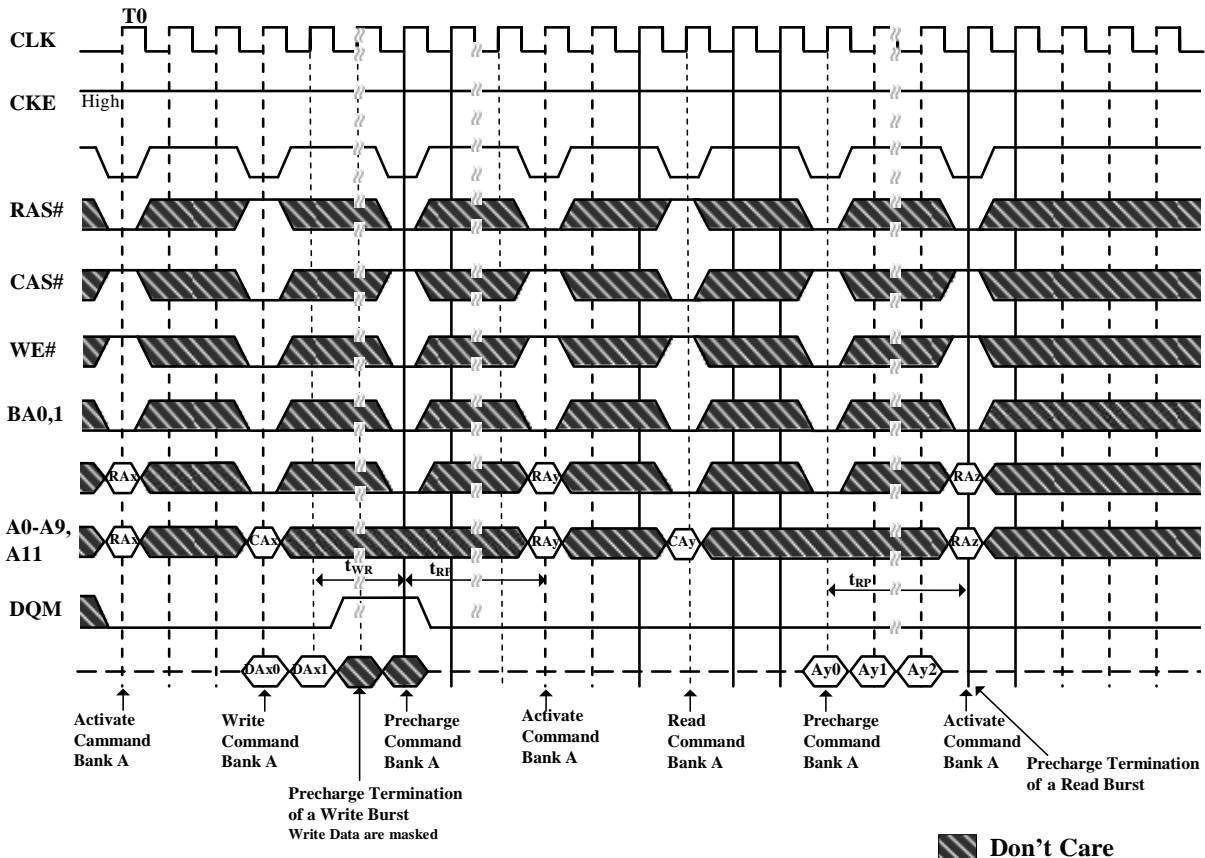 T0
CLK
CKE High
RAS#
CAS#
WE#
BA0,1
RAx RAy RAz
A0-A9,
A11
RAx CAx RAy CAy RAz
tWR tRP tRP
DQM
DAx0 DAx1 Ay0 Ay1 Ay2
Activate
Cammand
Bank A
Write
Command
Bank A
Precharge
Command
Bank A
Activate
Command
Bank A
Read
Command
Bank A
Precharge
Command
Bank A
Activate
Command
Bank A
Precharge Termination
of a Read Burst
Precharge Termination
of a Write Burst
Write Data are masked
Don't Care